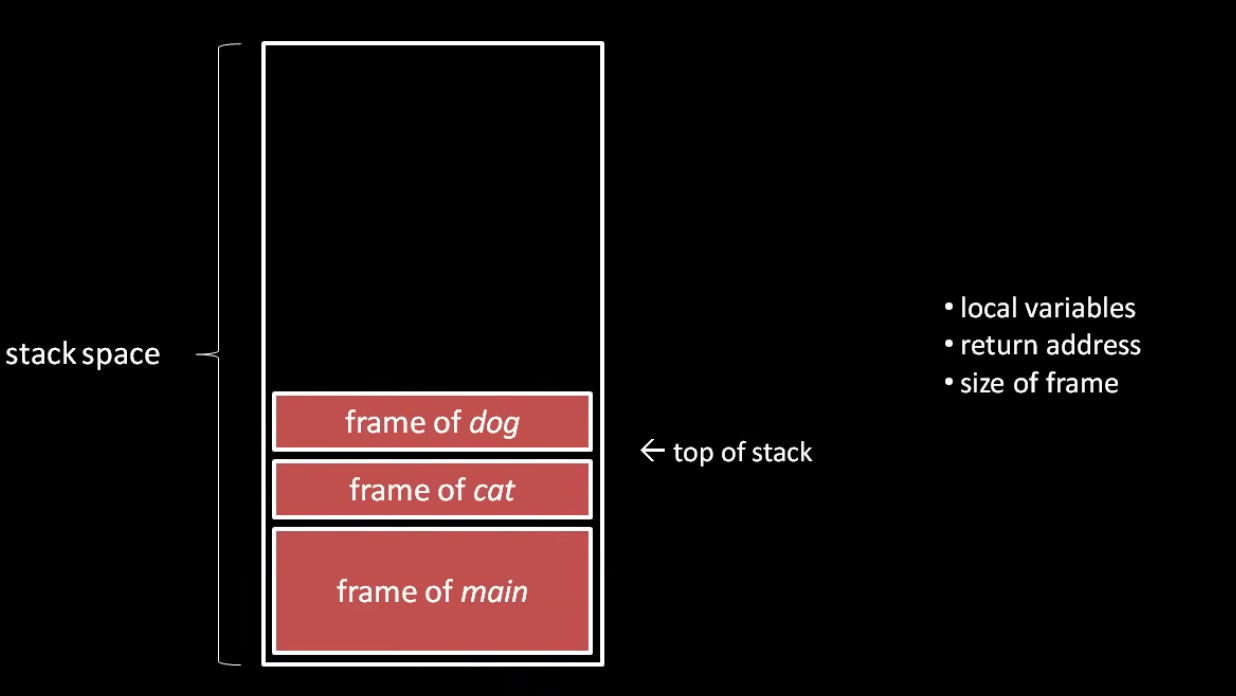 stack space
frame of dog
← top of stack
frame of cat
frame of main
• local variables
• return address
• size of frame